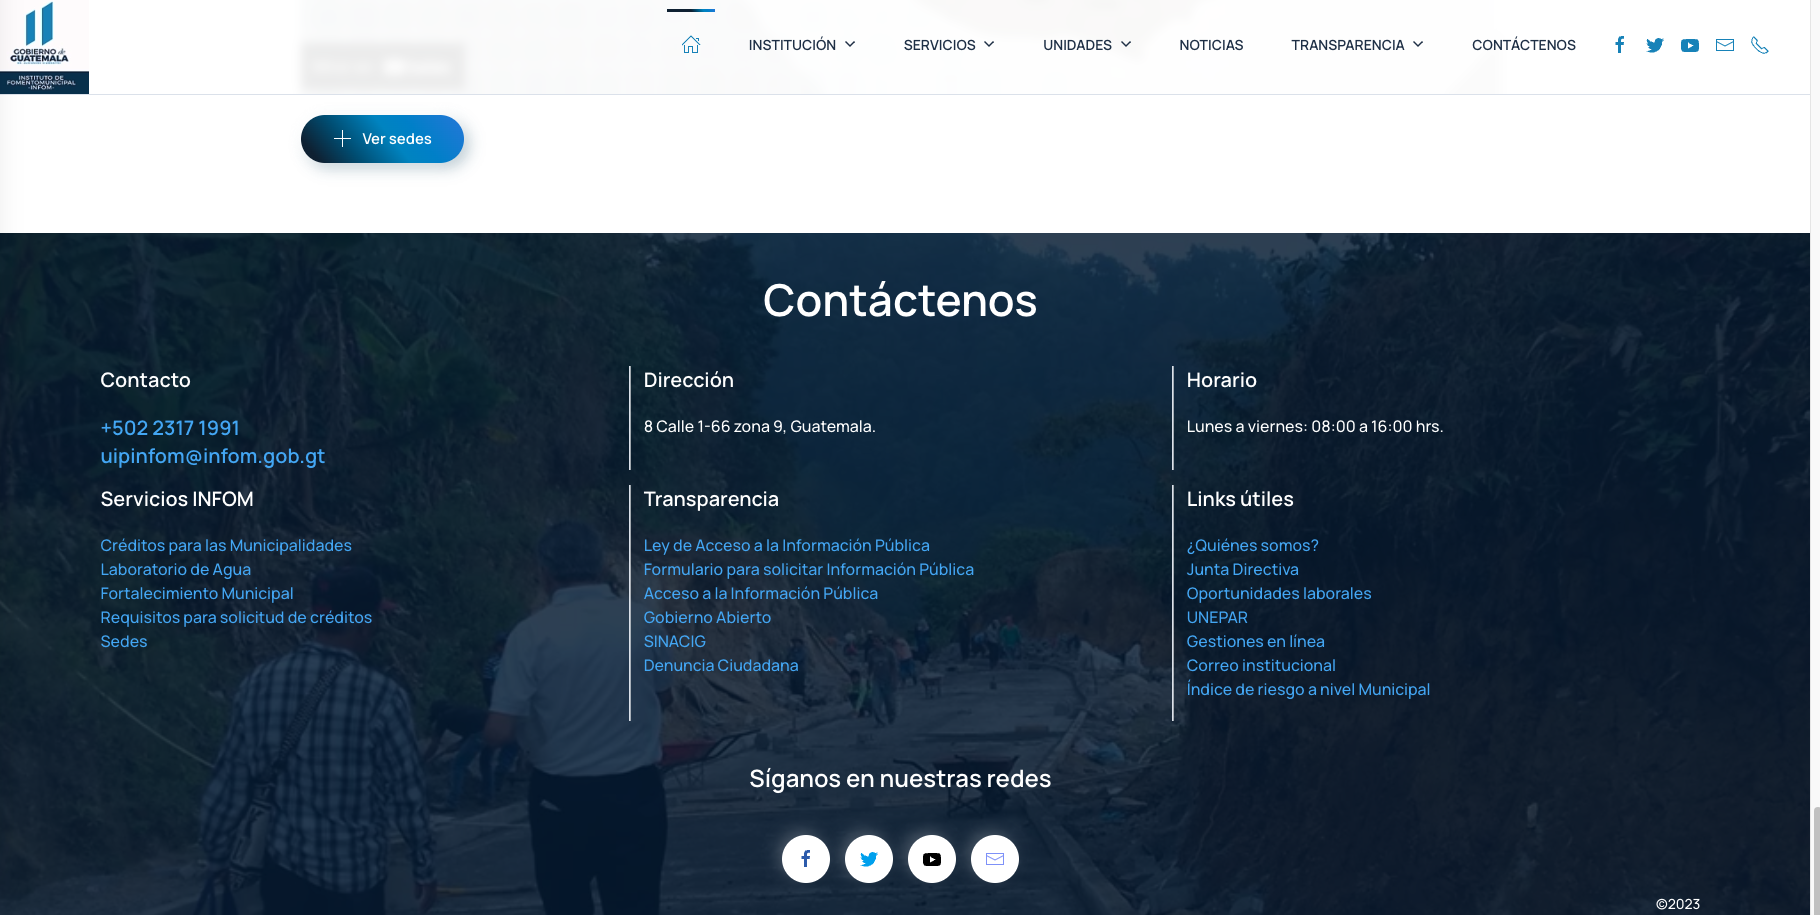 GOBIERNO de
GUATEMALA
INSTITUTO DE
FOMENTOMUNICIPAL
-INFOM-
INSTITUCIÓN
SERVICIOS
UNIDADES
NOTICIAS
TRANSPARENCIA
CONTÁCTENOS
Ver sedes
Contáctenos
Contacto
+502 2317 1991
uipinfom@infom.gob.gt
Dirección
8 Calle 1-66 zona 9, Guatemala.
Horario
Lunes a viernes: 08:00 a 16:00 hrs.
Servicios INFOM
Créditos para las Municipalidades
Laboratorio de Agua
Fortalecimiento Municipal
Requisitos para solicitud de créditos
Sedes
Transparencia
Ley de Acceso a la Información Pública
Formulario para solicitar Información Pública
Acceso a la Información Pública
Gobierno Abierto
SINACIG
Denuncia Ciudadana
Links útiles
¿Quiénes somos?
Junta Directiva
Oportunidades laborales
UNEPAR
Gestiones en línea
Correo institucional
Índice de riesgo a nivel Municipal
Síganos en nuestras redes
©2023